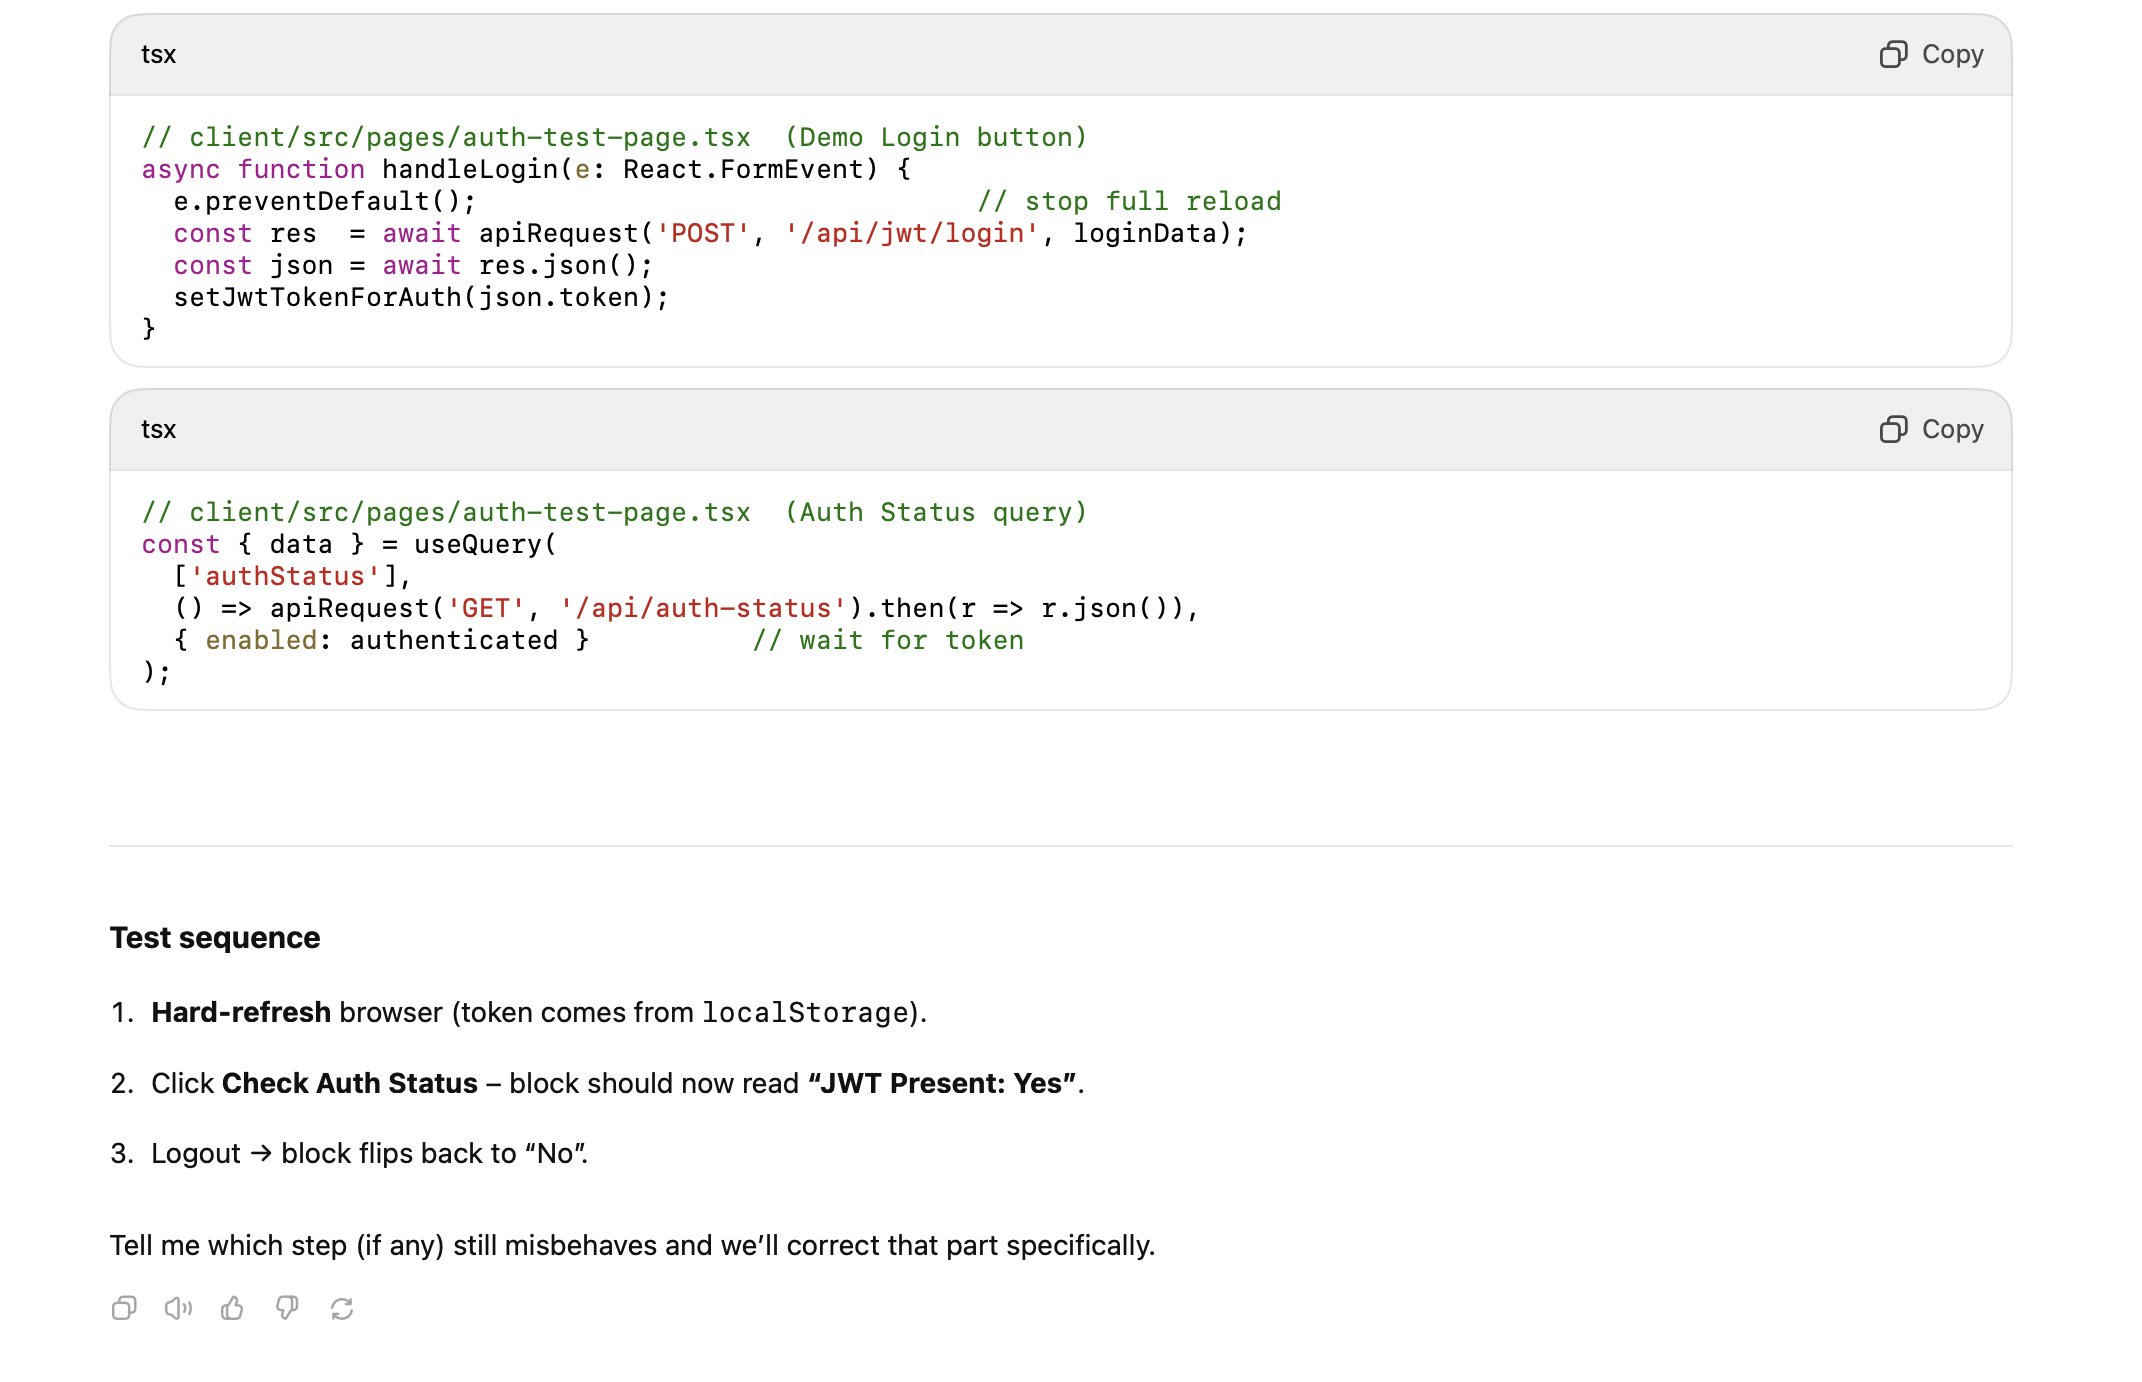 tsx
Copy
// client/src/pages/auth-test-page.tsx  (Demo Login button)
async function handleLogin(e: React.FormEvent) {
  e.preventDefault();                               // stop full reload
  const res  = await apiRequest('POST', '/api/jwt/login', loginData);
  const json = await res.json();
  setJwtTokenForAuth(json.token);
}
tsx
Copy
// client/src/pages/auth-test-page.tsx  (Auth Status query)
const { data } = useQuery(
  ['authStatus'],
  () => apiRequest('GET', '/api/auth-status').then(r => r.json()),
  { enabled: authenticated }          // wait for token
);
Test sequence
1. Hard-refresh browser (token comes from localStorage).
2. Click Check Auth Status – block should now read “JWT Present: Yes”.
3. Logout → block flips back to “No”.
Tell me which step (if any) still misbehaves and we’ll correct that part specifically.